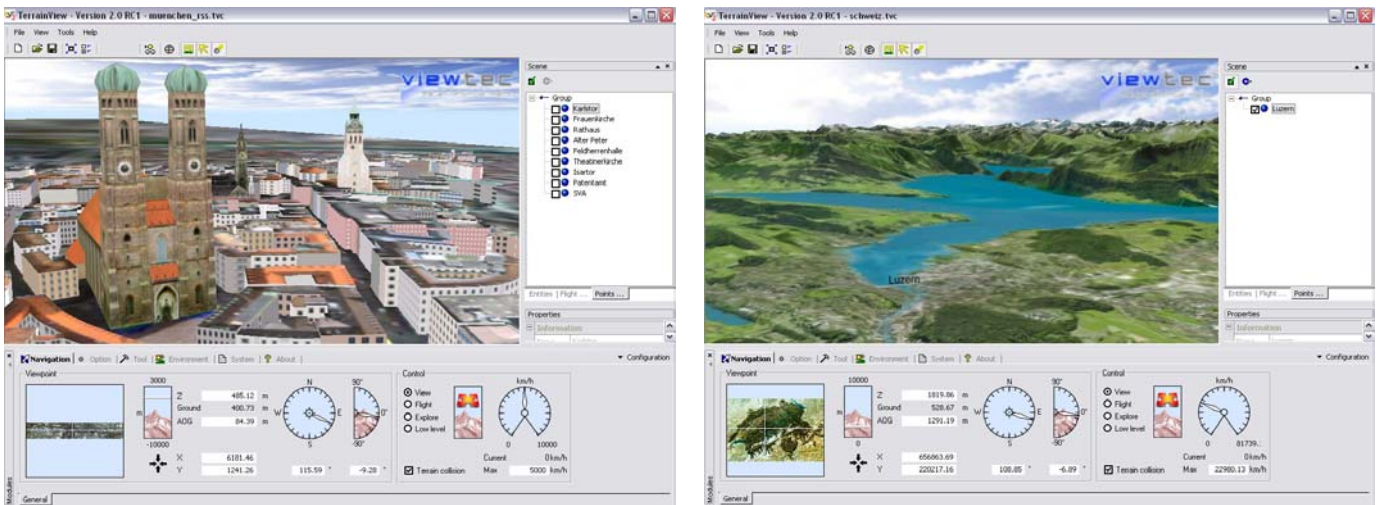 TerrainView - Version 2.0 RC1 - muenchen_rss.tvc
File View Tools Help
viewtec
Scene
Group
Karlstor
Frauenkirche
Rathaus
Alter Peter
Feldherrenhalle
Theatinerkirche
Isartor
Patentamt
SVA
Entities | Flight ... Points ...
Properties
Information
Navigation Option | Tool | Environment | System | About |
Configuration
Viewpoint
3000
m
-10000
Z 485.12 m
Ground 400.73 m
AOG 84.39 m
X 6181.46
Y 1241.26
N
W E
S
115.59 °
90°
0°
-90°
-9.28 °
Control
View
Flight
Explore
Low level
Terrain collision
km/h
0 10000
Current 0km/h
Max 5000 km/h
Modules
General
TerrainView - Version 2.0 RC1 - schweiz.tvc
File View Tools Help
viewtec
Luzern
Scene
Group
Luzern
Entities | Flight ... Points ...
Properties
Information
Navigation Option | Tool | Environment | System | About |
Configuration
Viewpoint
10000
m
0
Z 1819.86 m
Ground 528.67 m
AOG 1291.19 m
X 656863.69
Y 220217.16
N
W E
S
108.85 °
90°
0°
-90°
-6.89 °
Control
View
Flight
Explore
Low level
Terrain collision
km/h
0 81739.
Current 0km/h
Max 22980.13 km/h
Modules
General